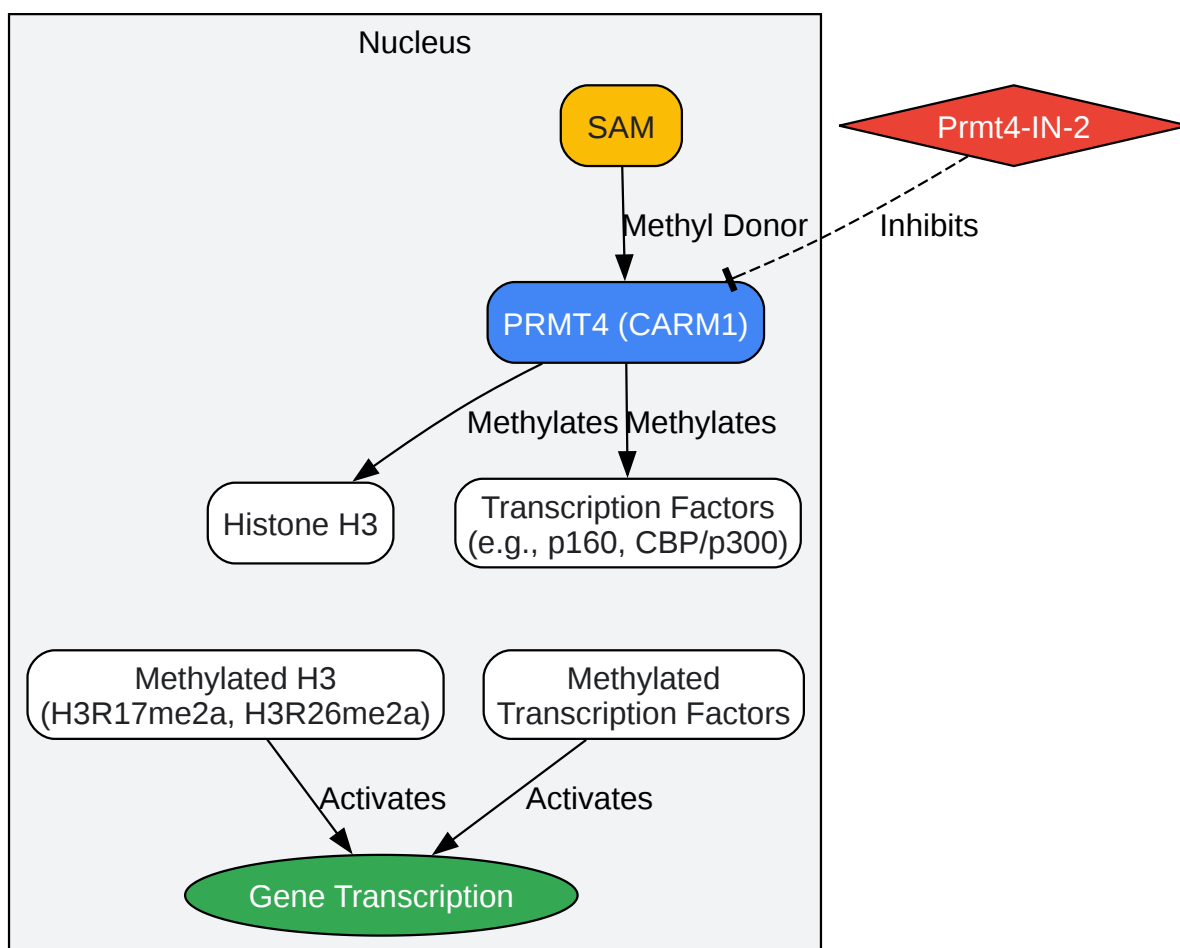 Nucleus
SAM
Prmt4-IN-2
Methyl Donor
Inhibits
PRMT4 (CARM1)
Methylates
Methylates
Histone H3
Transcription Factors
(e.g., p160, CBP/p300)
Methylated H3
(H3R17me2a, H3R26me2a)
Methylated
Transcription Factors
Activates
Activates
Gene Transcription